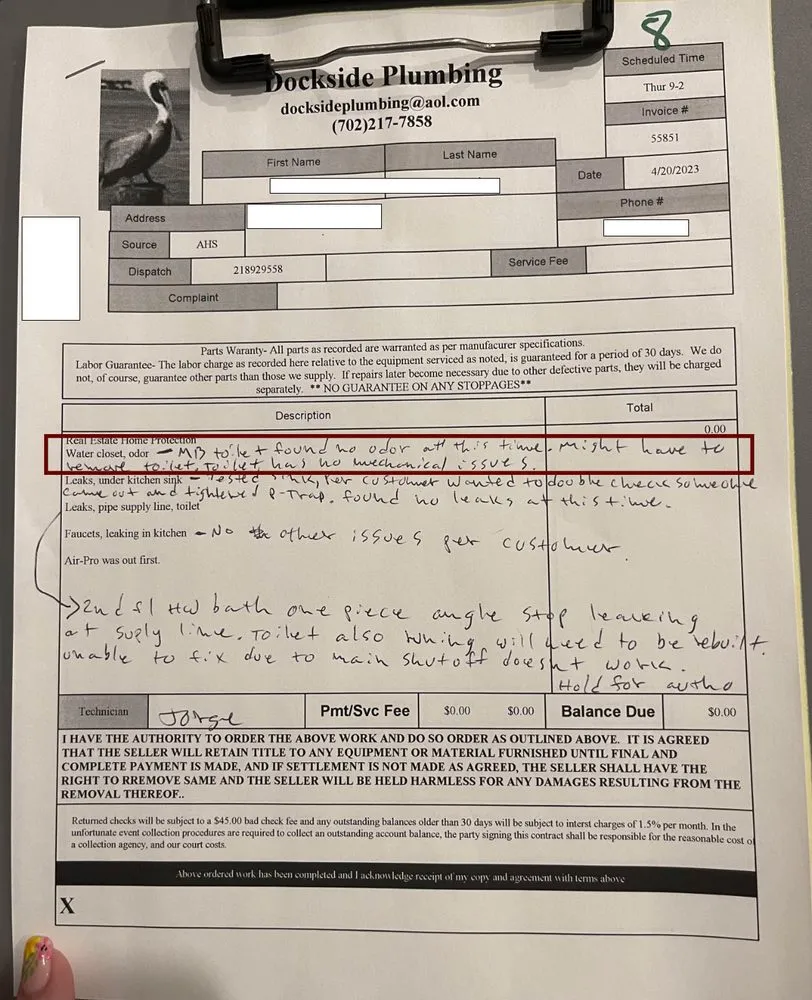 8
Dockside Plumbing
docksideplumbing@aol.com
(702)217-7858
Scheduled Time
Thur 9-2
Invoice #
55851
First Name
Last Name
Date
4/20/2023
Phone #
Address
Source
AHS
Dispatch
218929558
Service Fee
Complaint
Parts Waranty- All parts as recorded are warranted as per manufacurer specifications.
Labor Guarantee- The labor charge as recorded here relative to the equipment serviced as noted, is guaranteed for a period of 30 days. We do
not, of course, guarantee other parts than those we supply. If repairs later become necessary due to other defective parts, they will be charged
separately. ** NO GUARANTEE ON ANY STOPPAGES**
Description
Total
0.00
Real Estate Home Protection
Water closet, odor - MB toilet found no odor at this time. Might have to
remove toilet. Toilet has no mechanical issues.
Leaks, under kitchen sink - Tested sink, Per customer wanted to double check someone
came out and tightened P-Trap. found no leaks at this time.
Leaks, pipe supply line, toilet
Faucets, leaking in kitchen - No other issues per customer.
Air-Pro was out first.
2nd fl HW bath one piece angle stop leaking
at suply line. Toilet also runing will need to be rebuilt.
unable to fix due to main shutoff doesnt work.
Hold for autho
Technician
Jorge
Pmt/Svc Fee
$0.00
$0.00
Balance Due
$0.00
I HAVE THE AUTHORITY TO ORDER THE ABOVE WORK AND DO SO ORDER AS OUTLINED ABOVE. IT IS AGREED
THAT THE SELLER WILL RETAIN TITLE TO ANY EQUIPMENT OR MATERIAL FURNISHED UNTIL FINAL AND
COMPLETE PAYMENT IS MADE, AND IF SETTLEMENT IS NOT MADE AS AGREED, THE SELLER SHALL HAVE THE
RIGHT TO RREMOVE SAME AND THE SELLER WILL BE HELD HARMLESS FOR ANY DAMAGES RESULTING FROM THE
REMOVAL THEREOF..
Returned checks will be subject to a $45.00 bad check fee and any outstanding balances older than 30 days will be subject to interst charges of 1.5% per month. In the
unfortunate event collection procedures are required to collect an outstanding account balance, the party signing this contract shall be responsible for the reasonable cost of
a collection agency, and our court costs.
Above ordered work has been completed and I acknowledge receipt of my copy and agreement with terms above
X